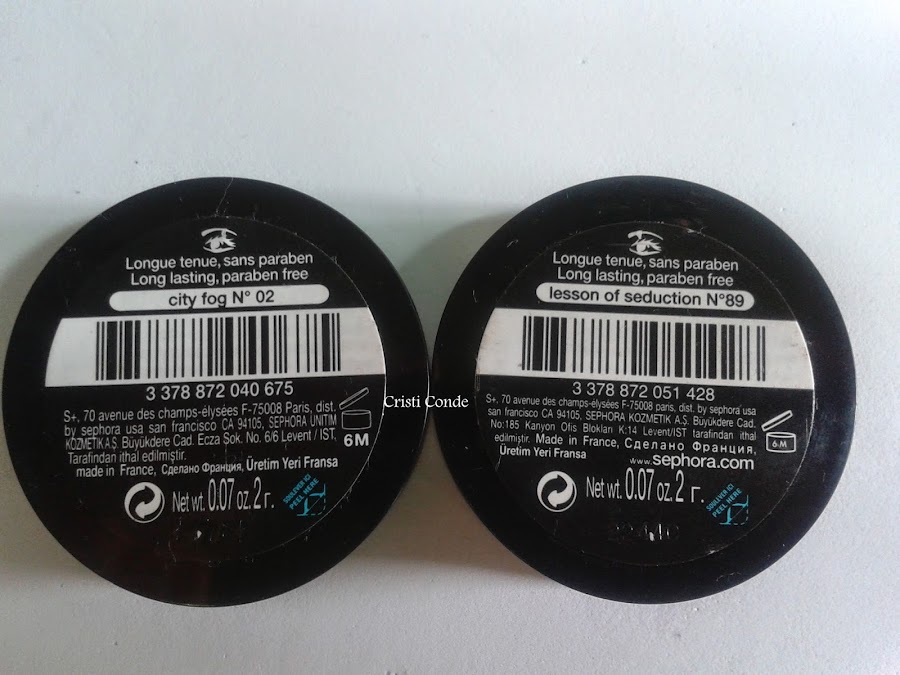 Longue tenue, sans paraben
Long lasting, paraben free
city fog N° 02
3 378 872 040 675
S+, 70 avenue des champs-élysées F-75008 Paris, dist.
by sephora usa san francisco CA 94105, SEPHORA UNITIM
KOZMETIK A.Ş. Büyükdere Cad. Ecza Şok. No. 6/6 Levent / IST,
Tarafından ithal edilmiştir.
made in France, Сделано Франция, Üretim Yeri Fransa
6M
Net wt. 0.07 oz. 2 г.
SOULEVER ICI
PEEL HERE
Cristi Conde
Longue tenue, sans paraben
Long lasting, paraben free
lesson of seduction N°89
3 378 872 051 428
S+, 70 avenue des champs-élysées F-75008 Paris, dist. by sephora usa
san francisco CA 94105, SEPHORA KOZMETIK A.Ş. Büyükdere Cad.
No:185 Kanyon Ofis Blokları K:14 Levent/IST tarafından ithal
edilmiştir. Made in France, Сделано Франция,
Üretim Yeri Fransa
www.sephora.com
6M
Net wt. 0.07 oz. 2 г.
SOULEVER ICI
PEEL HERE